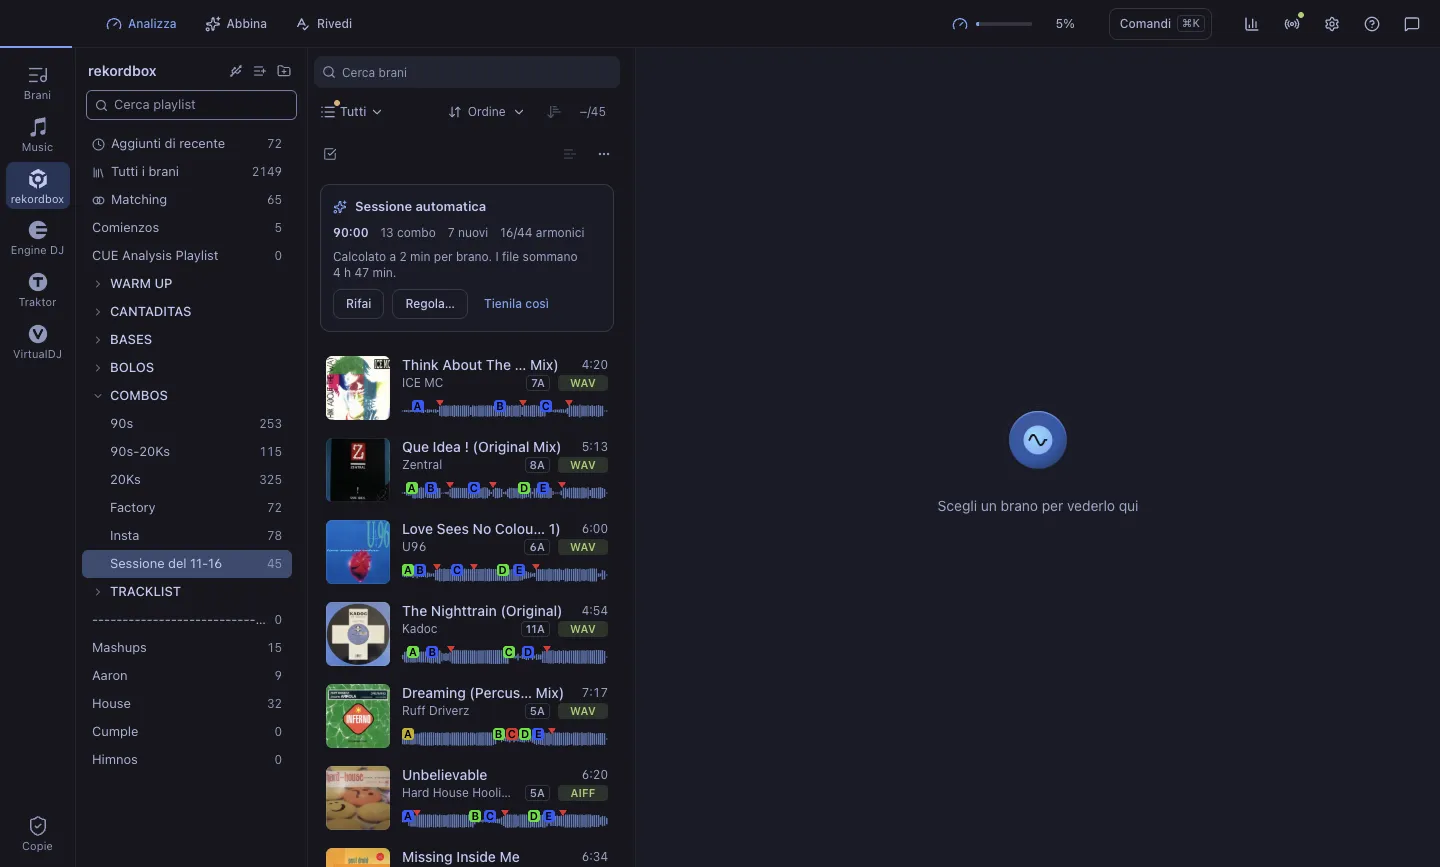 Analizza
Abbina
Rivedi
5%
Comandi ⌘K
Brani
Music
rekordbox
Engine DJ
Traktor
VirtualDJ
Copie
rekordbox
Cerca playlist
Aggiunti di recente 72
Tutti i brani 2149
Matching 65
Comienzos 5
CUE Analysis Playlist 0
WARM UP
CANTADITAS
BASES
BOLOS
COMBOS
90s 253
90s-20Ks 115
20Ks 325
Factory 72
Insta 78
Sessione del 11-16 45
TRACKLIST
---------------------------... 0
Mashups 15
Aaron 9
House 32
Cumple 0
Himnos 0
Cerca brani
Tutti
Ordine
–/45
Sessione automatica
90:00 13 combo 7 nuovi 16/44 armonici
Calcolato a 2 min per brano. I file sommano
4 h 47 min.
Rifai
Regola...
Tienila così
Think About The ... Mix) 4:20
ICE MC 7A WAV
A B C
Que Idea ! (Original Mix) 5:13
Zentral 8A WAV
A B C D E
Love Sees No Colou... 1) 6:00
U96 6A WAV
A B C D E
The Nighttrain (Original) 4:54
Kadoc 11A WAV
A B C D
Dreaming (Percus... Mix) 7:17
Ruff Driverz 5A WAV
A B C D E
Unbelievable 6:20
Hard House Hooli... 5A AIFF
A B C D E
Missing Inside Me 6:34
Scegli un brano per vederlo qui
ICE MC
Z
ZENTRAL
U96
KADOC
INFERNO
hard-house